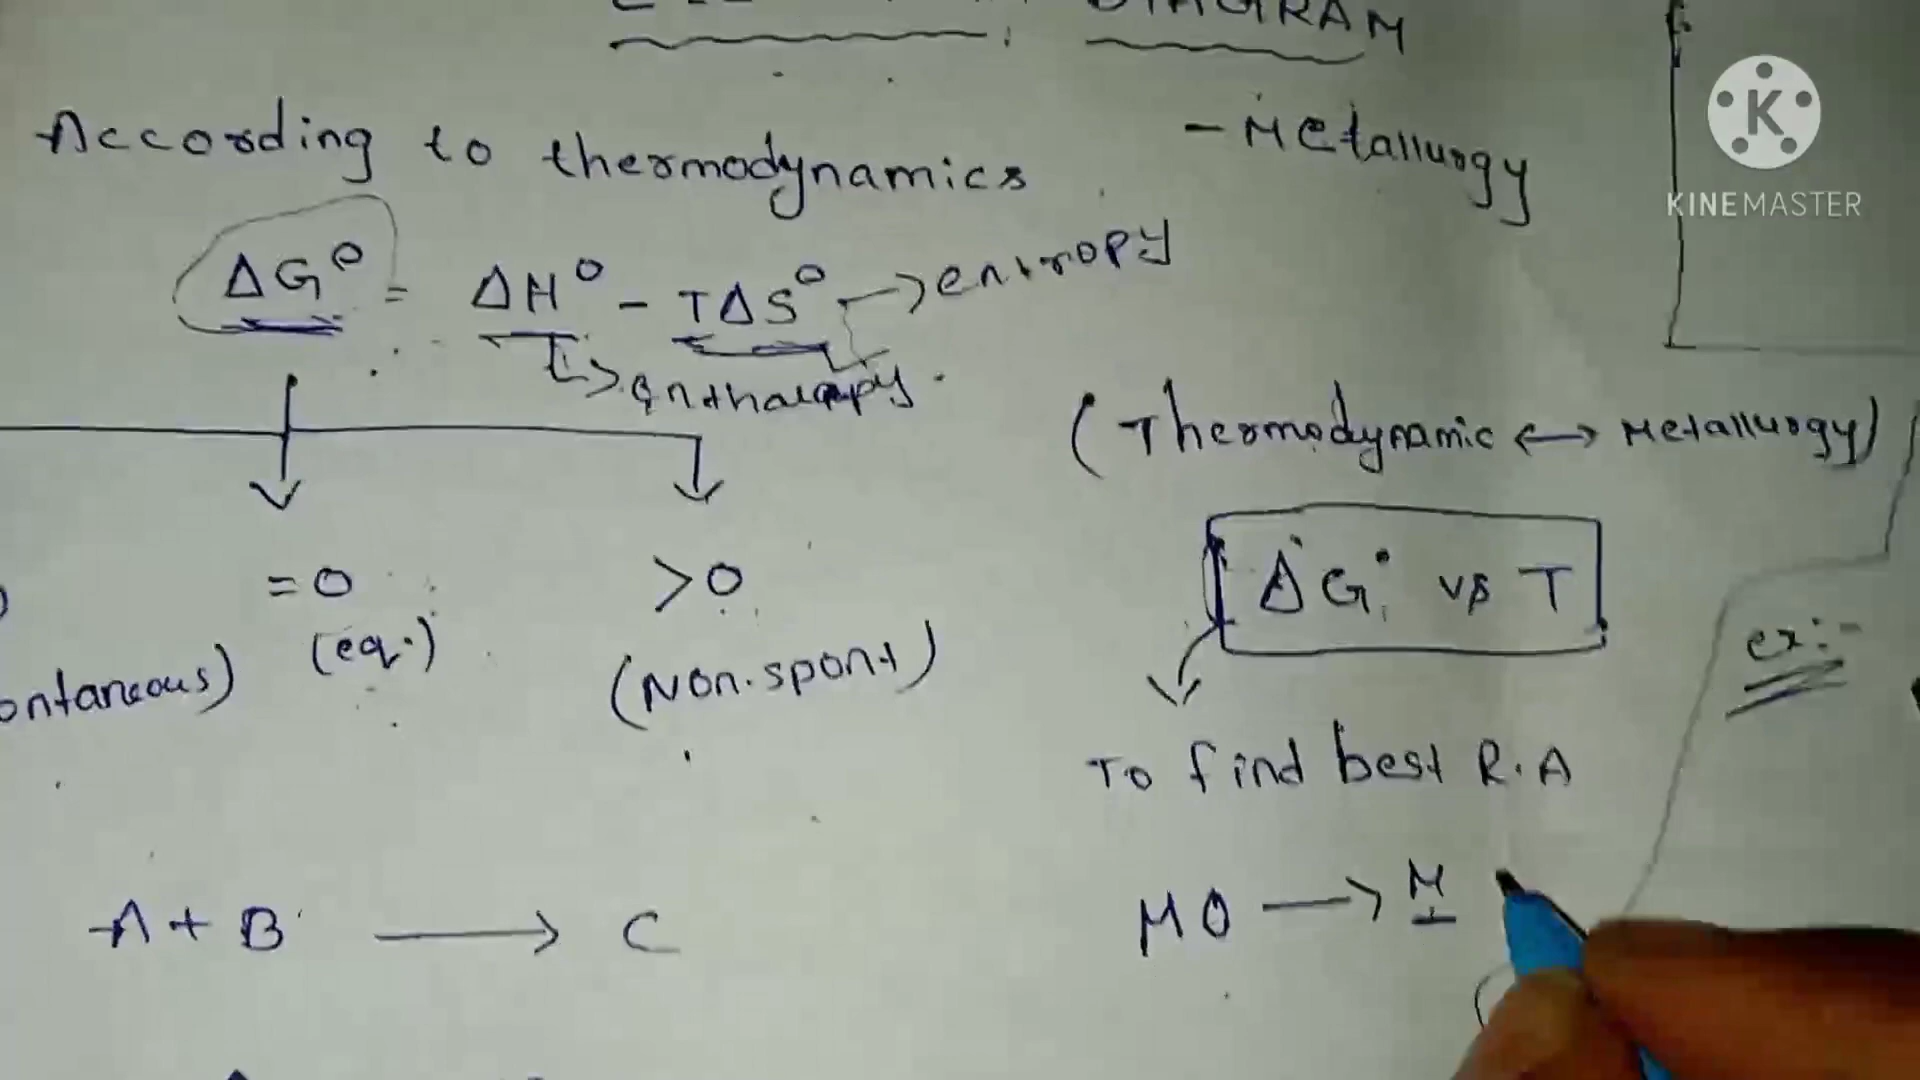 DIAGRAM
- Metallurgy
K
KINEMASTER
According to thermodynamics
ΔG° = ΔH° - TΔS° → entropy
→ enthalapy.
= 0
(eq.)
> 0
(Non.spont)
ontaneous)
A + B → C
(Thermodynamic ↔ Metallurgy)
ΔG° vs T
To find best R.A
MO → M
ex:-